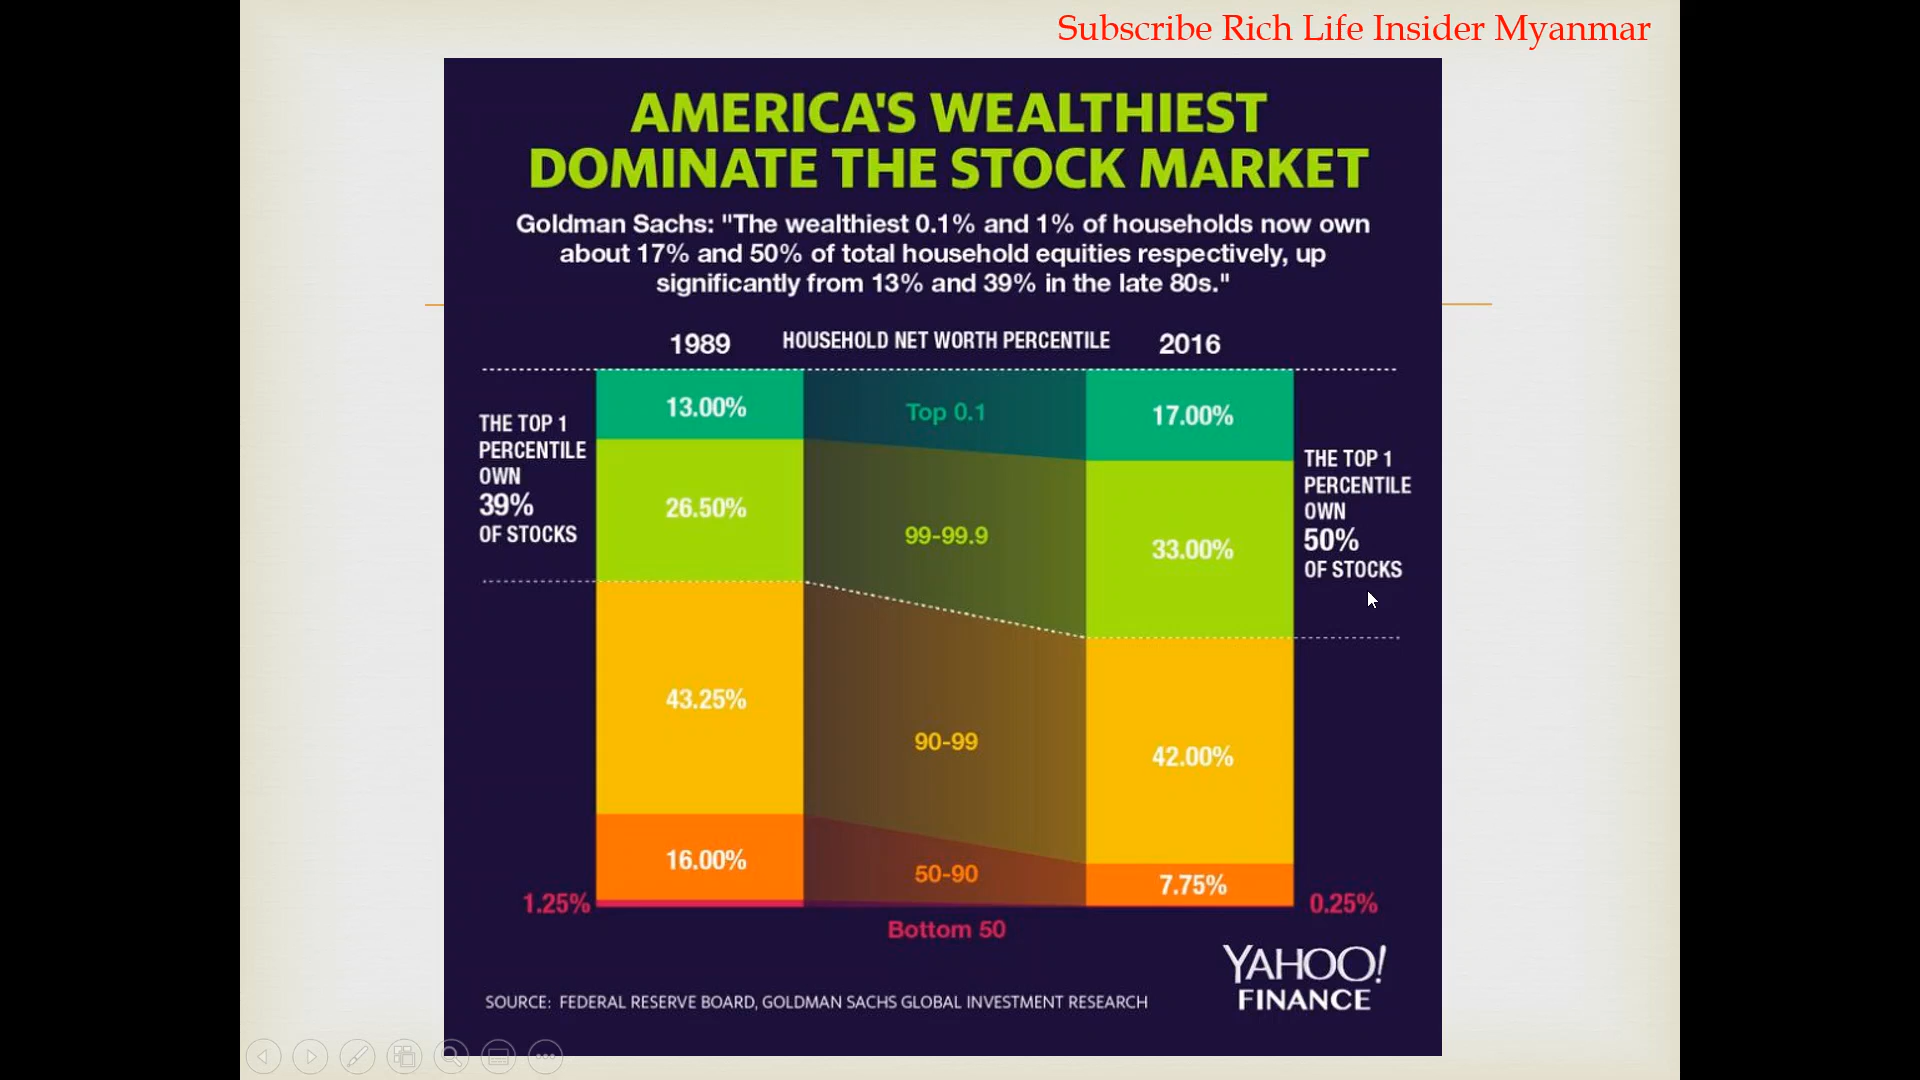 Subscribe Rich Life Insider Myanmar
AMERICA'S WEALTHIEST
DOMINATE THE STOCK MARKET
Goldman Sachs: "The wealthiest 0.1% and 1% of households now own
about 17% and 50% of total household equities respectively, up
significantly from 13% and 39% in the late 80s."
1989 HOUSEHOLD NET WORTH PERCENTILE 2016
13.00% Top 0.1 17.00%
THE TOP 1
PERCENTILE
OWN
39%
OF STOCKS
26.50% 99-99.9 33.00%
THE TOP 1
PERCENTILE
OWN
50%
OF STOCKS
43.25% 90-99 42.00%
16.00% 50-90 7.75%
1.25% Bottom 50 0.25%
YAHOO!
FINANCE
SOURCE: FEDERAL RESERVE BOARD, GOLDMAN SACHS GLOBAL INVESTMENT RESEARCH